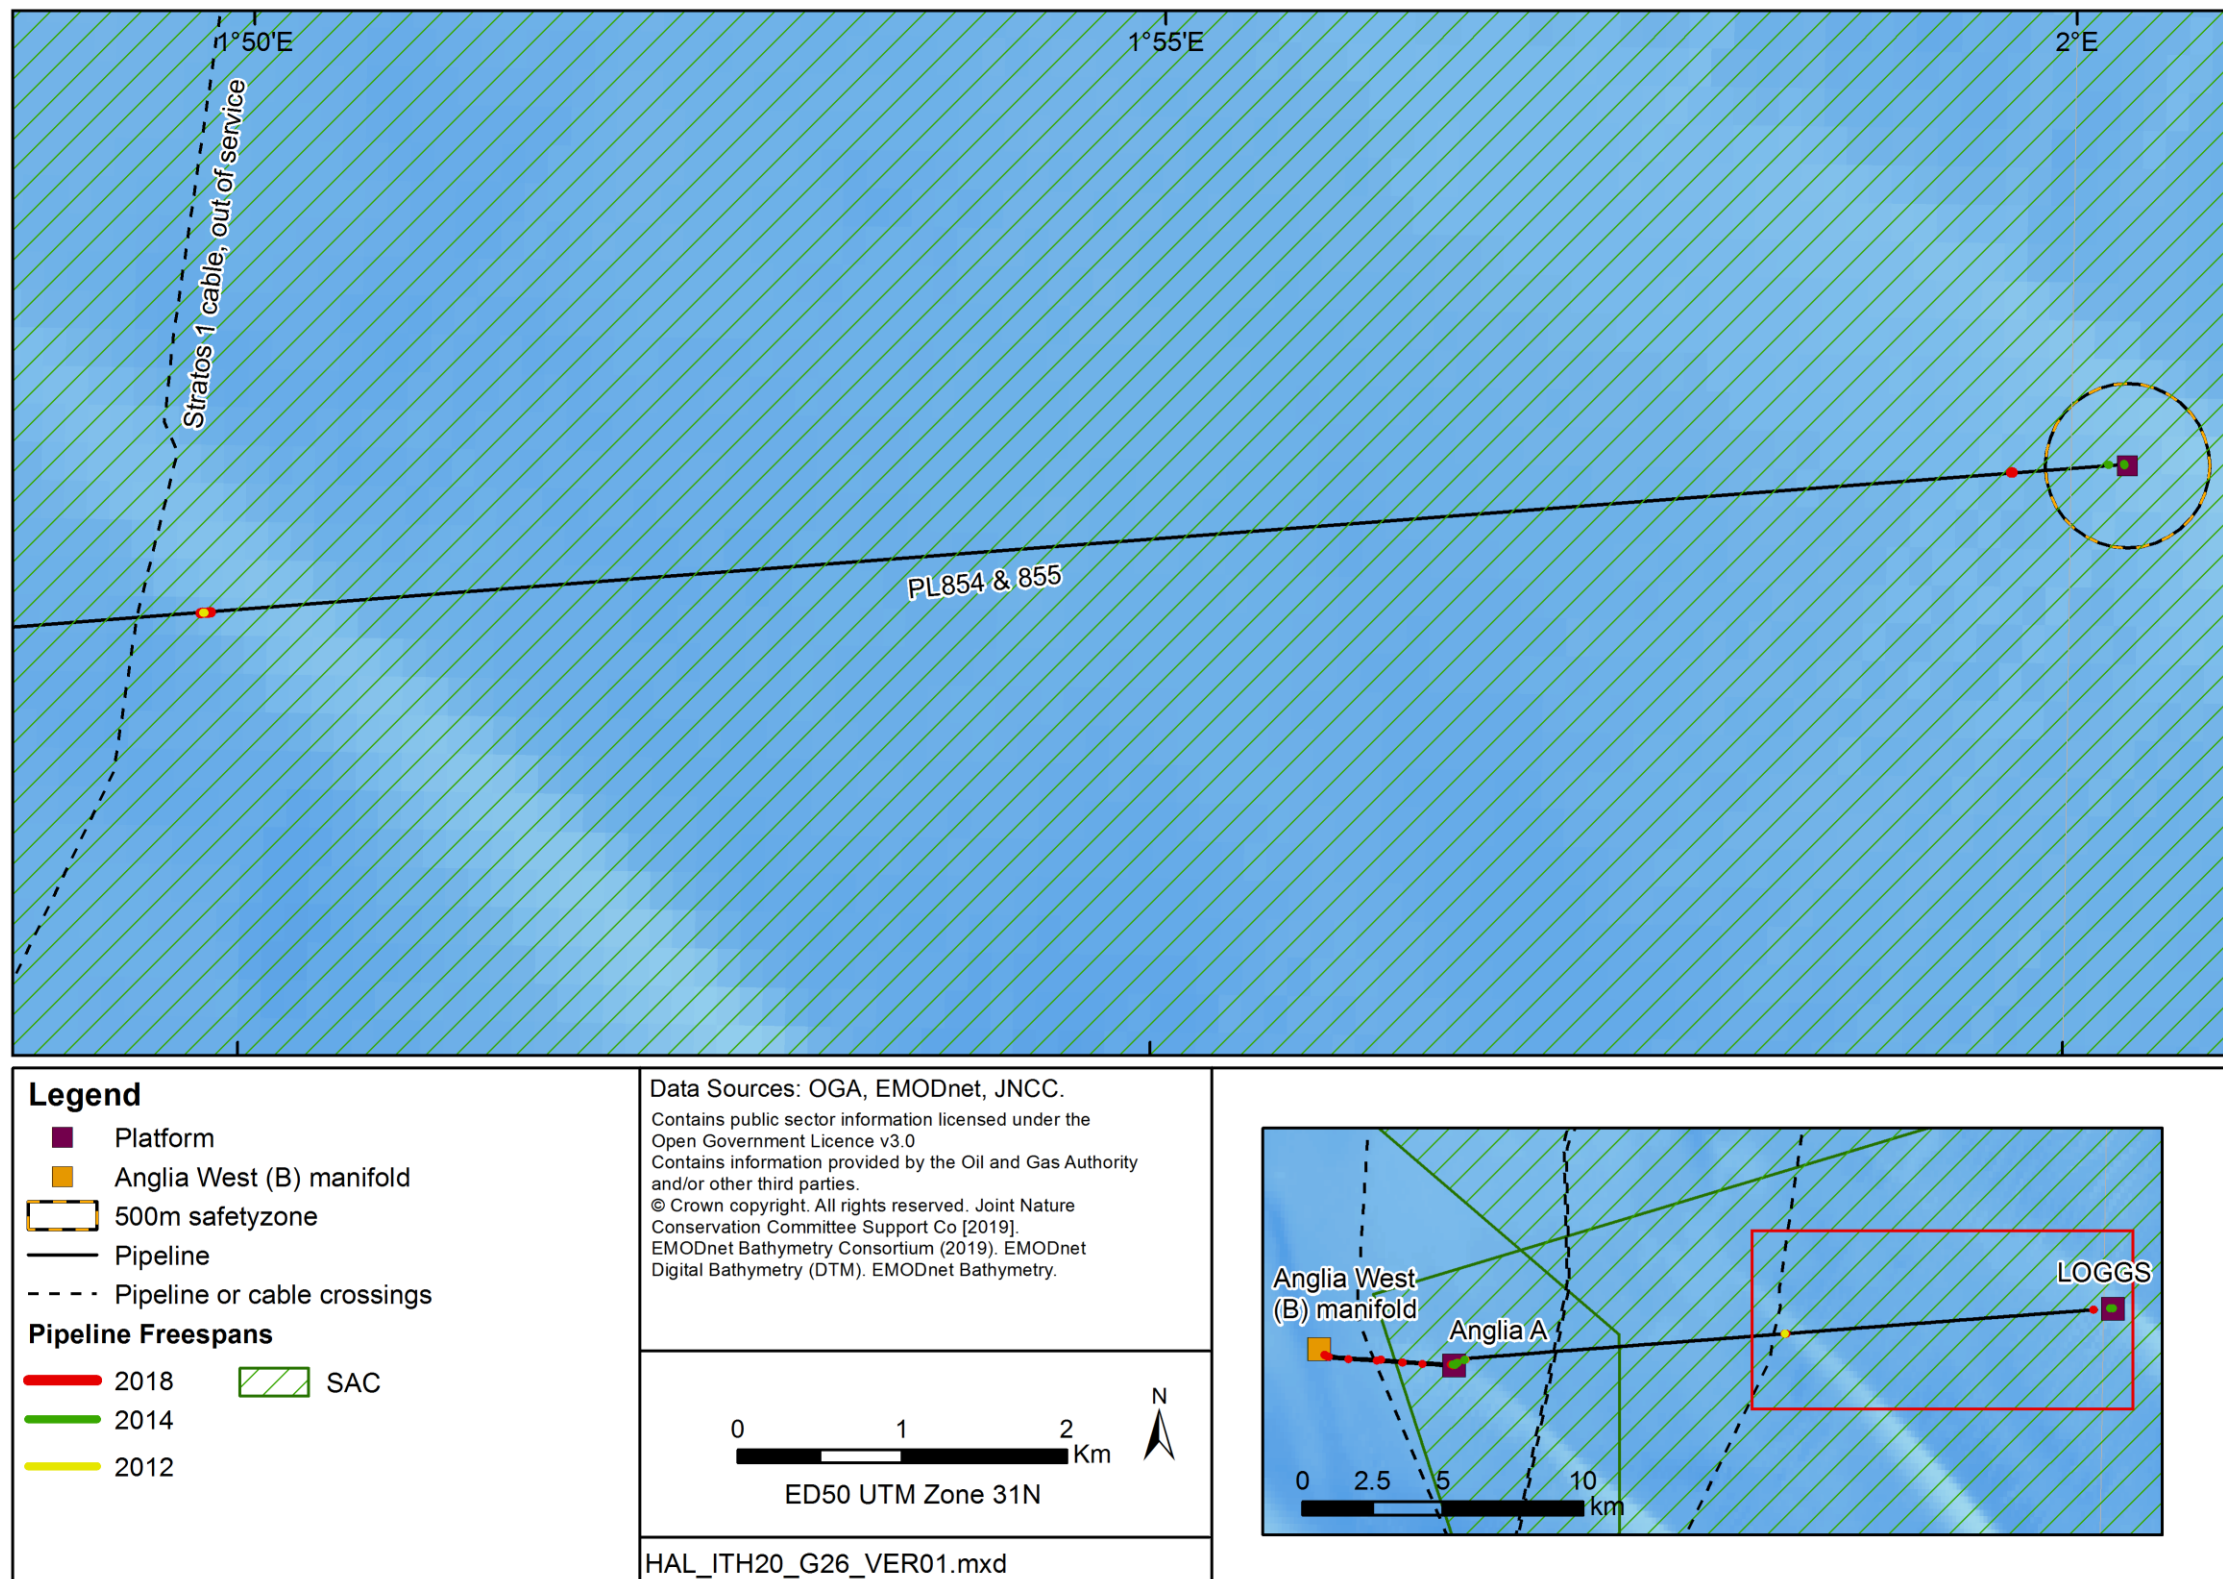 1°50'E
1°55'E
2°E
Stratos 1 cable, out of service
PL854 & 855
Legend
Platform
Anglia West (B) manifold
500m safetyzone
Pipeline
Pipeline or cable crossings
Pipeline Freespans
2018
SAC
2014
2012
Data Sources: OGA, EMODnet, JNCC.
Contains public sector information licensed under the
Open Government Licence v3.0
Contains information provided by the Oil and Gas Authority
and/or other third parties.
© Crown copyright. All rights reserved. Joint Nature
Conservation Committee Support Co [2019].
EMODnet Bathymetry Consortium (2019). EMODnet
Digital Bathymetry (DTM). EMODnet Bathymetry.
N
0 1 2
Km
ED50 UTM Zone 31N
HAL_ITH20_G26_VER01.mxd
Anglia West
(B) manifold
Anglia A
LOGGS
0 2.5 5 10
km